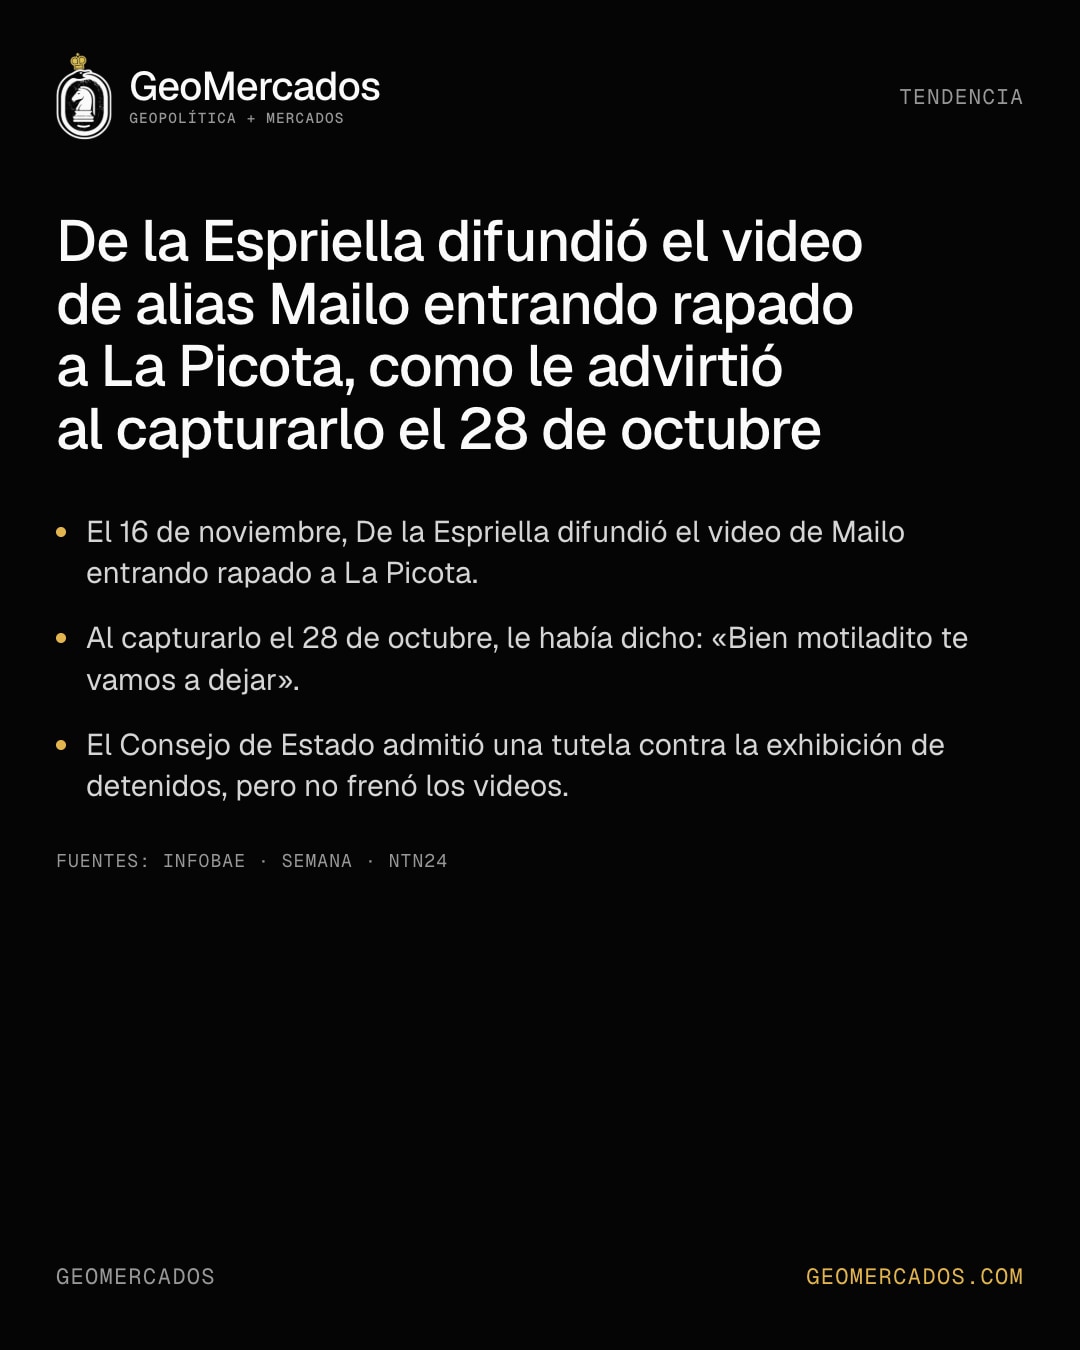 GeoMercados
GEOPOLÍTICA + MERCADOS
TENDENCIA
De la Espriella difundió el video
de alias Mailo entrando rapado
a La Picota, como le advirtió
al capturarlo el 28 de octubre
• El 16 de noviembre, De la Espriella difundió el video de Mailo
entrando rapado a La Picota.
• Al capturarlo el 28 de octubre, le había dicho: «Bien motiladito te
vamos a dejar».
• El Consejo de Estado admitió una tutela contra la exhibición de
detenidos, pero no frenó los videos.
FUENTES: INFOBAE · SEMANA · NTN24
GEOMERCADOS
GEOMERCADOS.COM